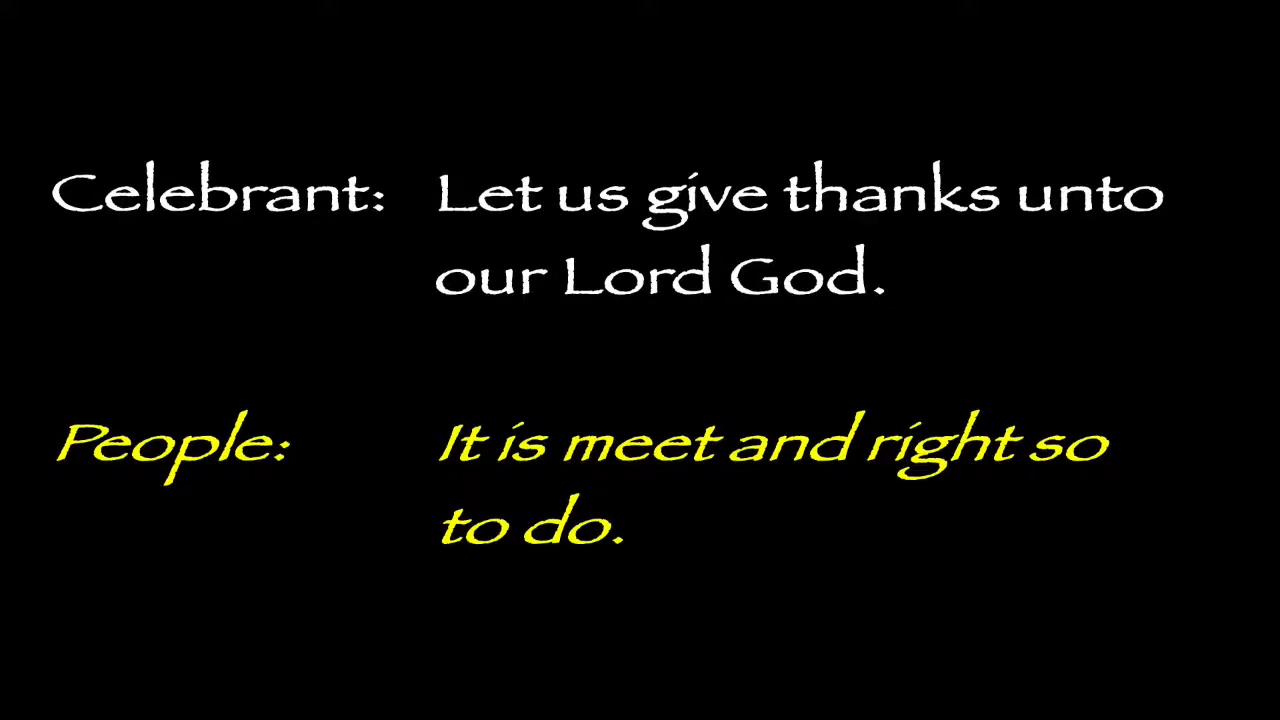 Celebrant: Let us give thanks unto
our Lord God.
People: It is meet and right so
to do.